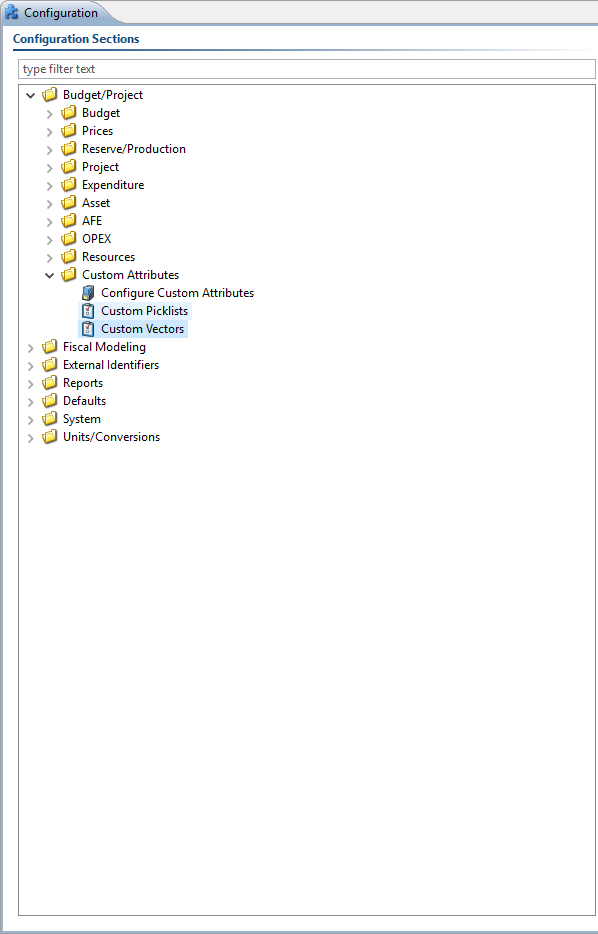 Configuration
Configuration Sections
type filter text
Budget/Project
Budget
Prices
Reserve/Production
Project
Expenditure
Asset
AFE
OPEX
Resources
Custom Attributes
Configure Custom Attributes
Custom Picklists
Custom Vectors
Fiscal Modeling
External Identifiers
Reports
Defaults
System
Units/Conversions